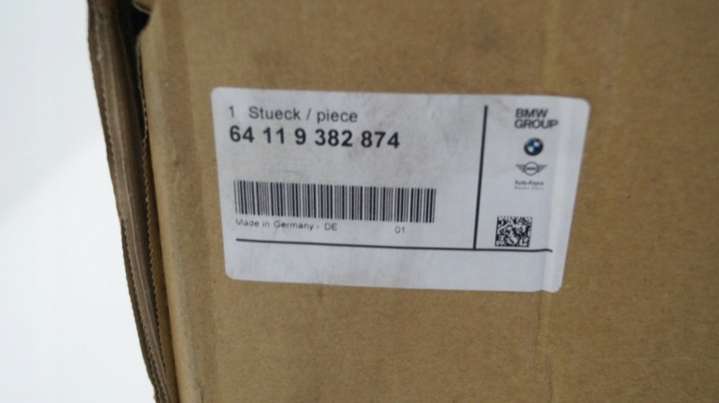 1 Stueck / piece
64 11 9 382 874
Made in Germany - DE
01
BMW
GROUP